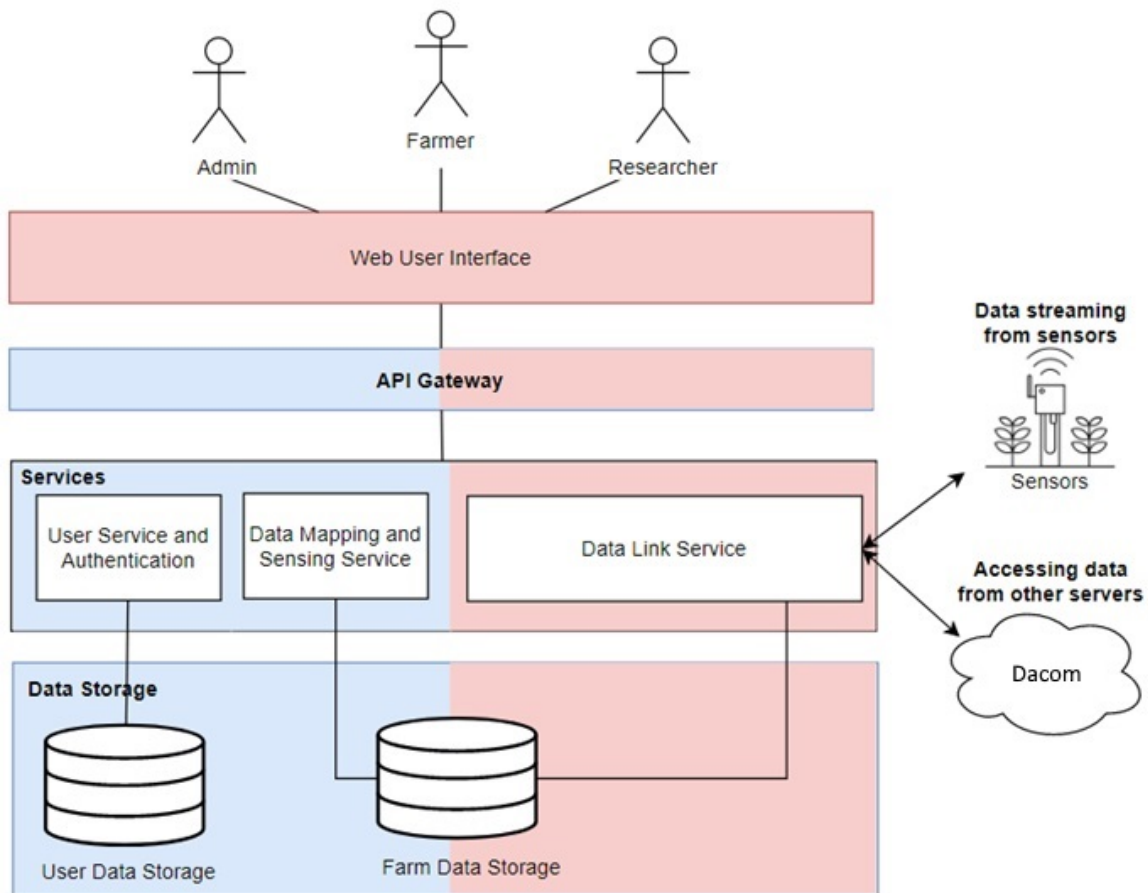 Farmer
Admin
Researcher
Web User Interface
Data streaming
from sensors
API Gateway
Sensors
Services
User Service and
Authentication
Data Mapping and
Sensing Service
Data Link Service
Accessing data
from other servers
Dacom
Data Storage
User Data Storage
Farm Data Storage